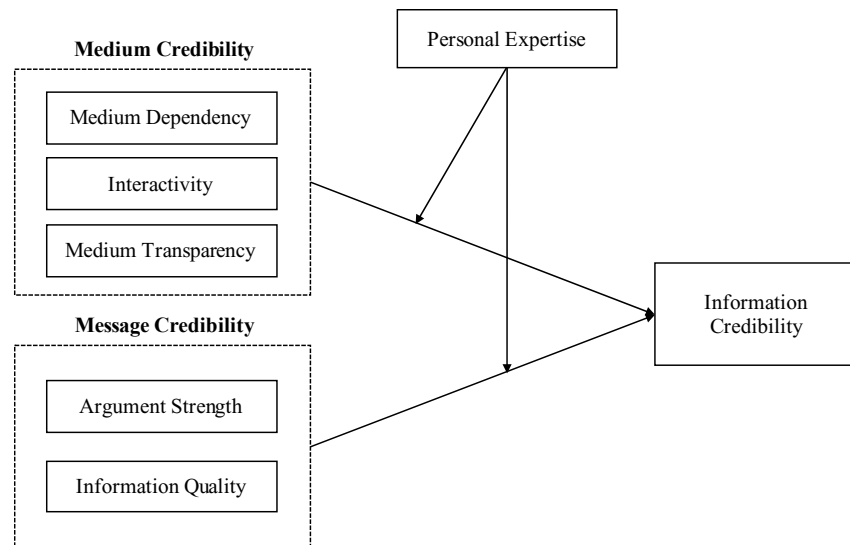 Personal Expertise
Medium Credibility
Medium Dependency
Interactivity
Medium Transparency
Information
Credibility
Message Credibility
Argument Strength
Information Quality